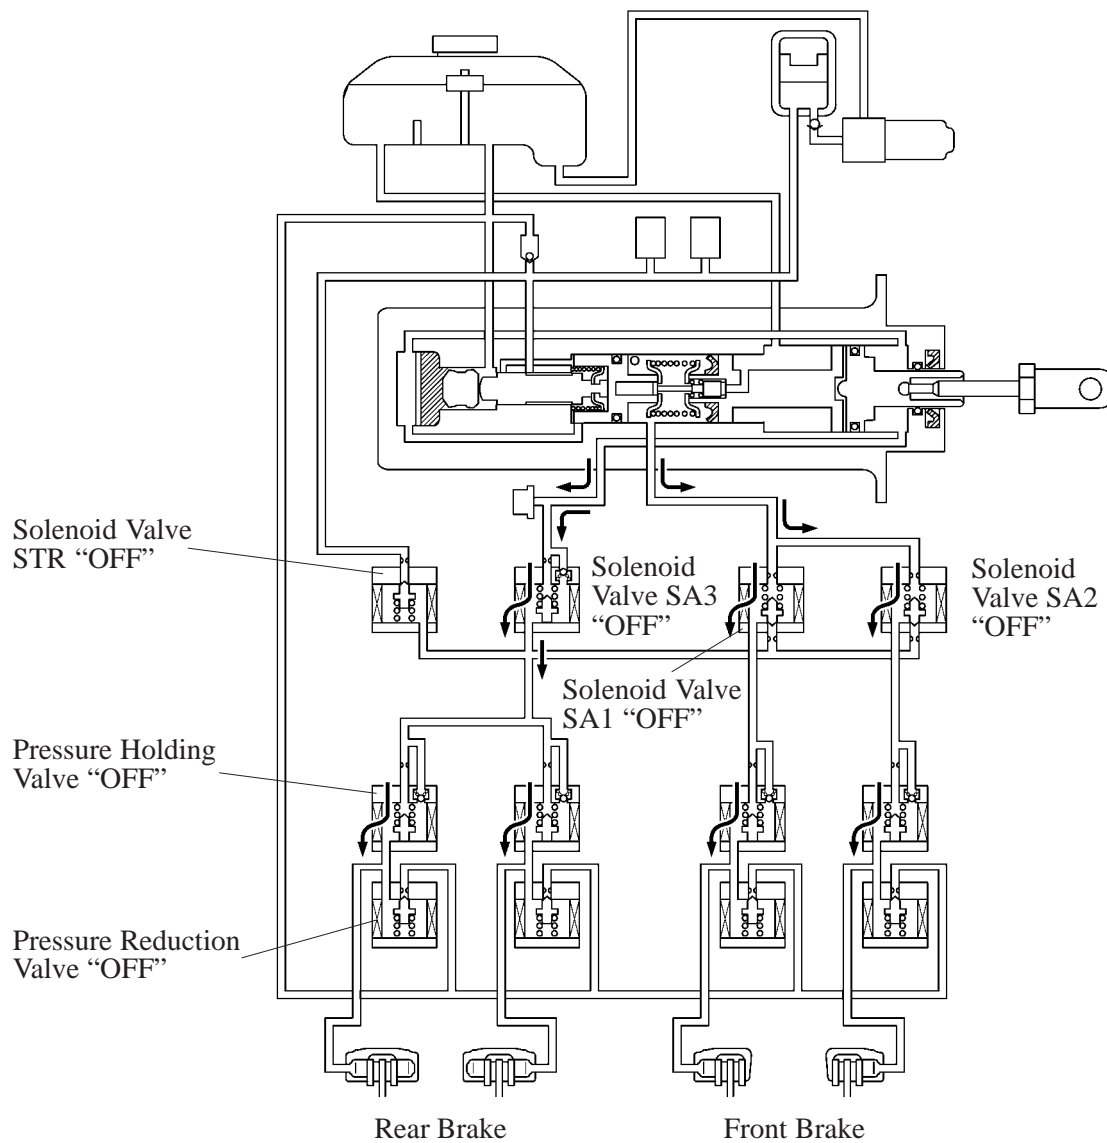 Solenoid Valve
STR “OFF”
Solenoid
Valve SA3
“OFF”
Solenoid
Valve SA2
“OFF”
Solenoid Valve
SA1 “OFF”
Pressure Holding
Valve “OFF”
Pressure Reduction
Valve “OFF”
Rear Brake
Front Brake